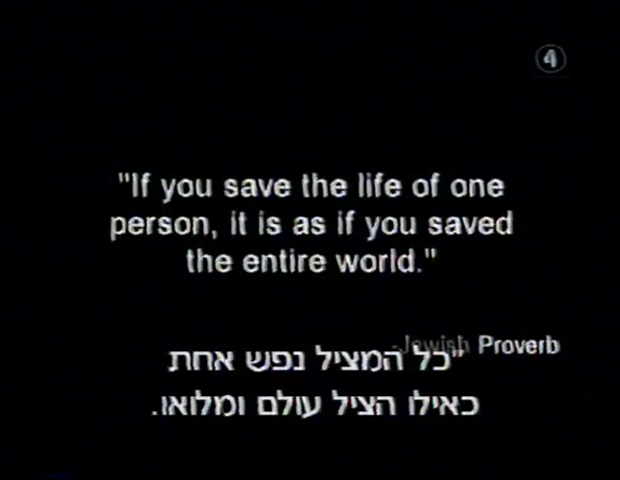 4
"If you save the life of one
person, it is as if you saved
the entire world."
-Jewish Proverb
"כל המציל נפש אחת
כאילו הציל עולם ומלואו.